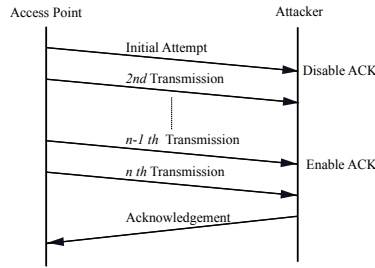 Access Point
Attacker
Initial Attempt
Disable ACK
2nd Transmission
n-1 th Transmission
Enable ACK
n th Transmission
Acknowledgement